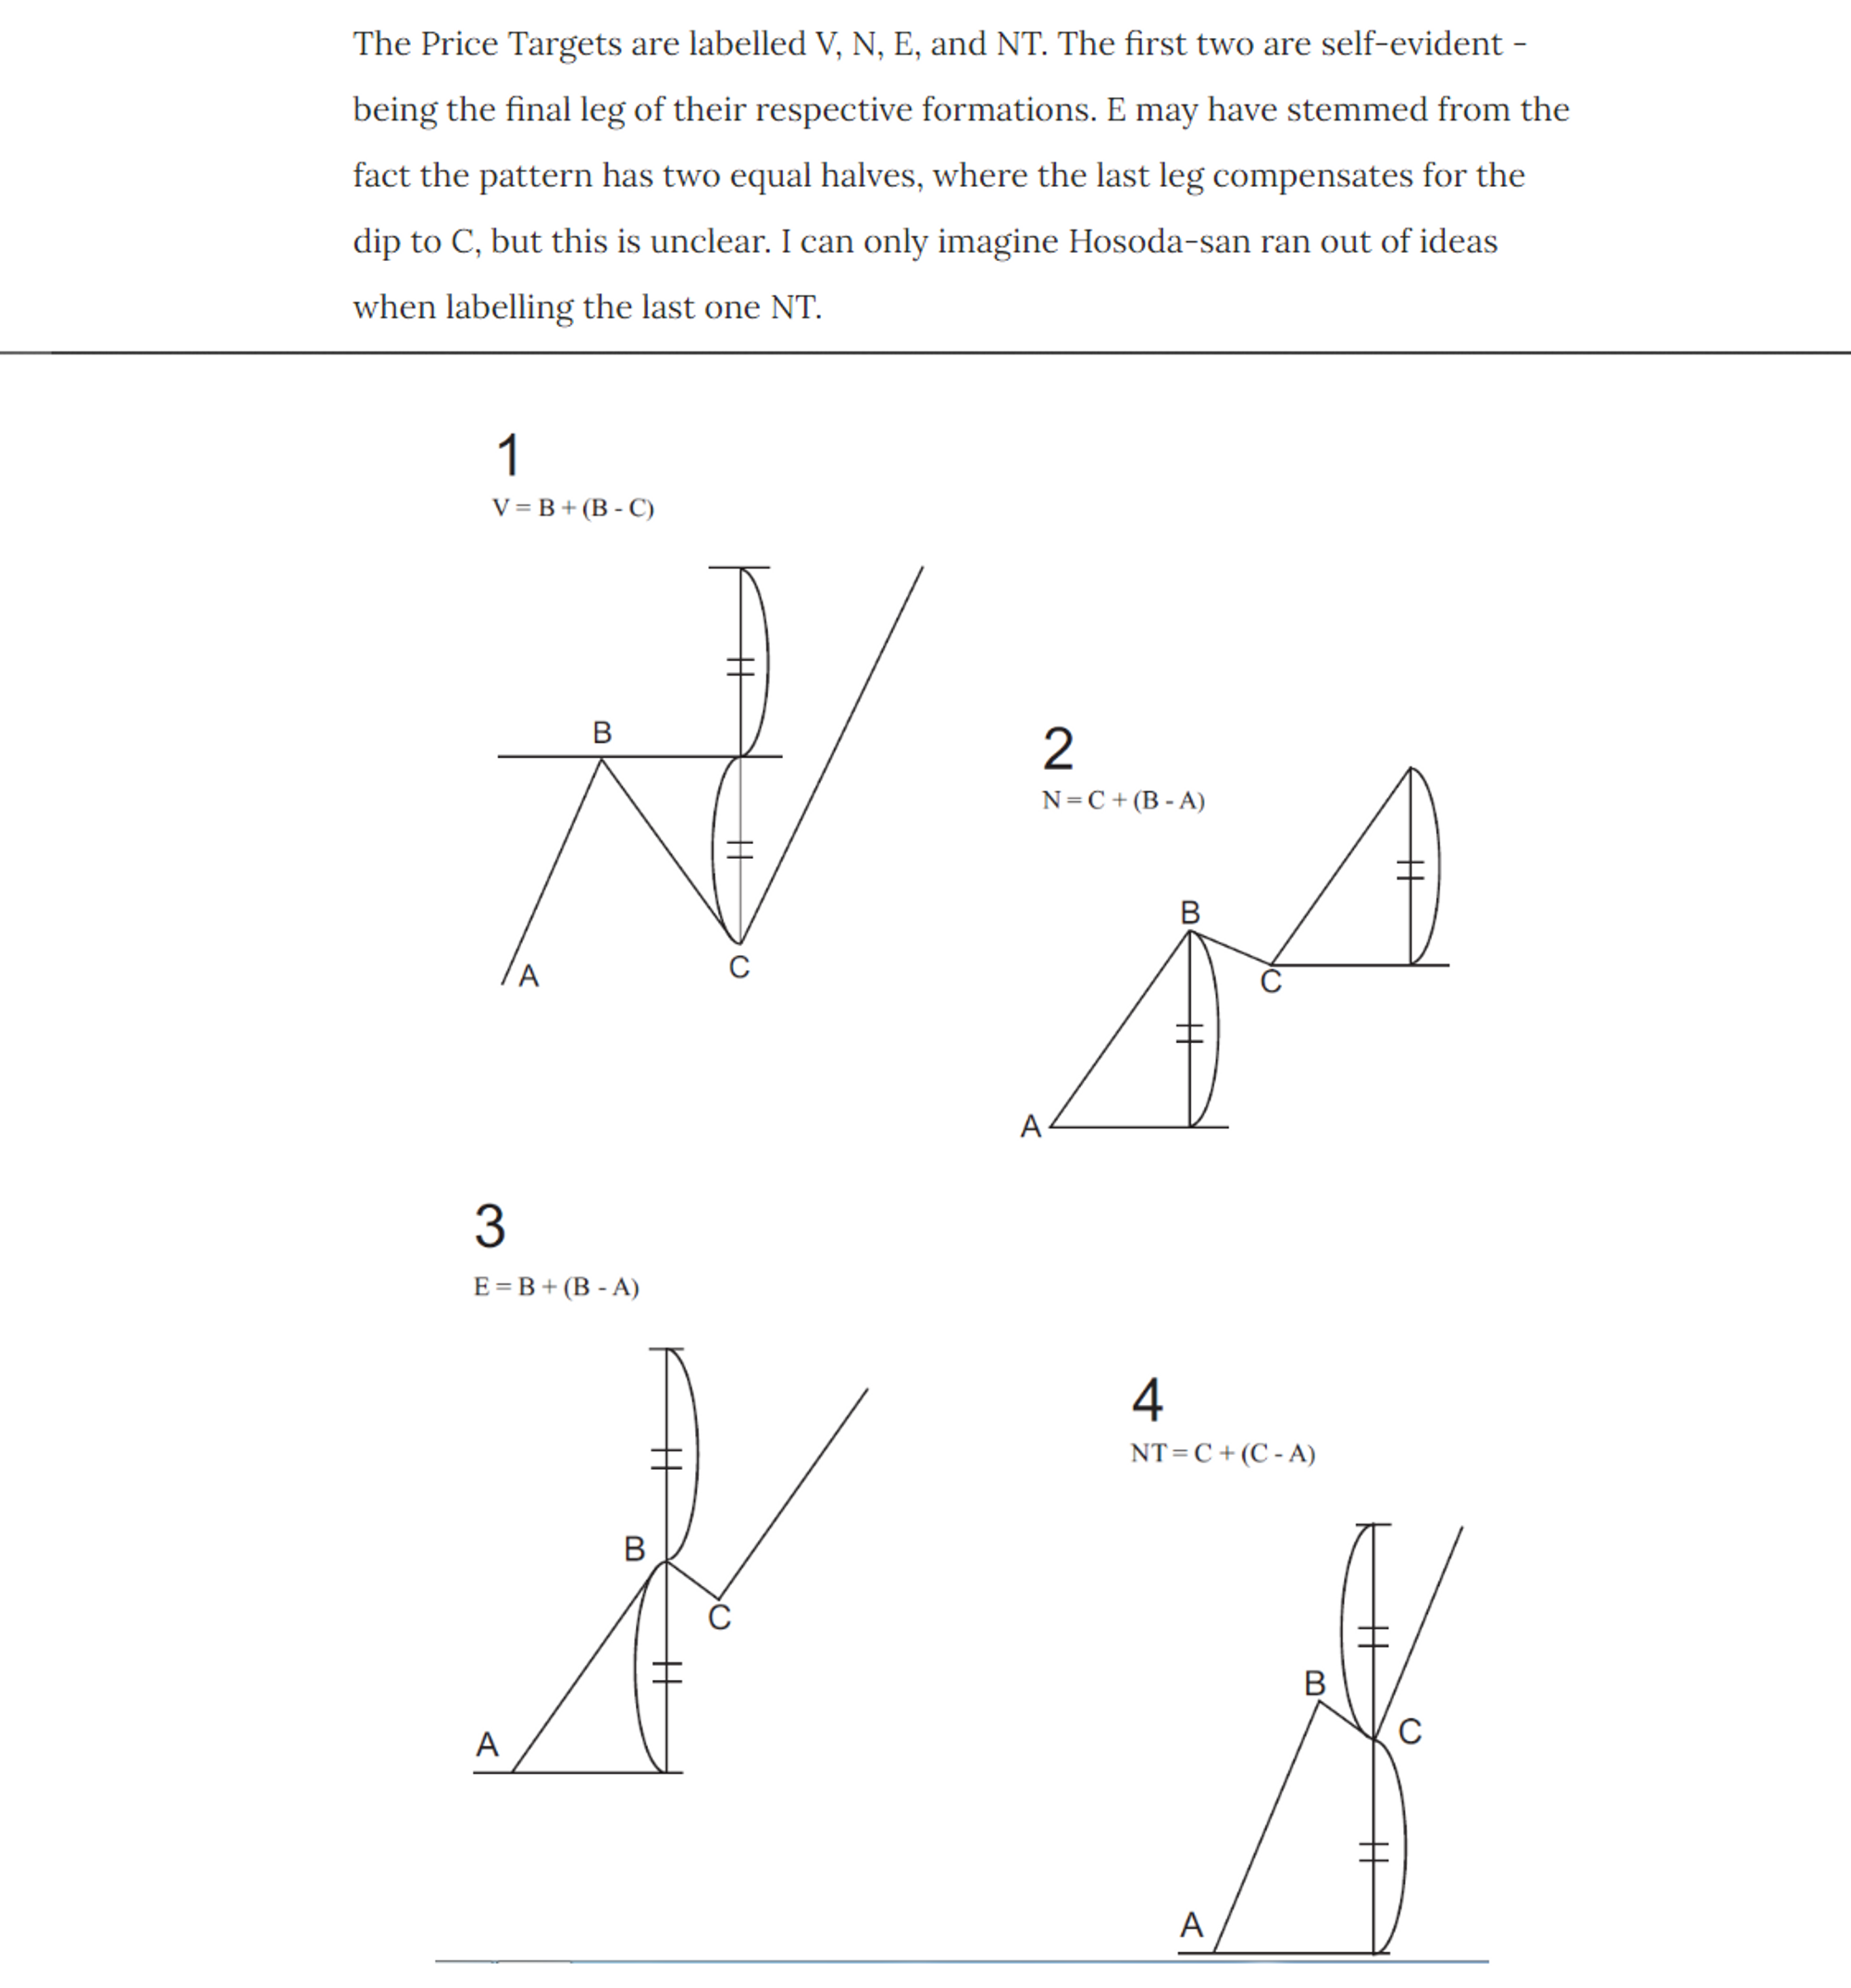 The Price Targets are labelled V, N, E, and NT. The first two are self-evident -
being the final leg of their respective formations. E may have stemmed from the
fact the pattern has two equal halves, where the last leg compensates for the
dip to C, but this is unclear. I can only imagine Hosoda-san ran out of ideas
when labelling the last one NT.
1
V = B + (B - C)
B
A
C
2
N = C + (B - A)
B
C
A
3
E = B + (B - A)
B
C
A
4
NT = C + (C - A)
B
C
A